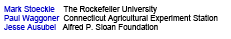 Mark Stoeckle The Rockefeller University
Paul Waggoner Connecticut Agricultural Experiment Station
Jesse Ausubel Alfred P. Sloan Foundation